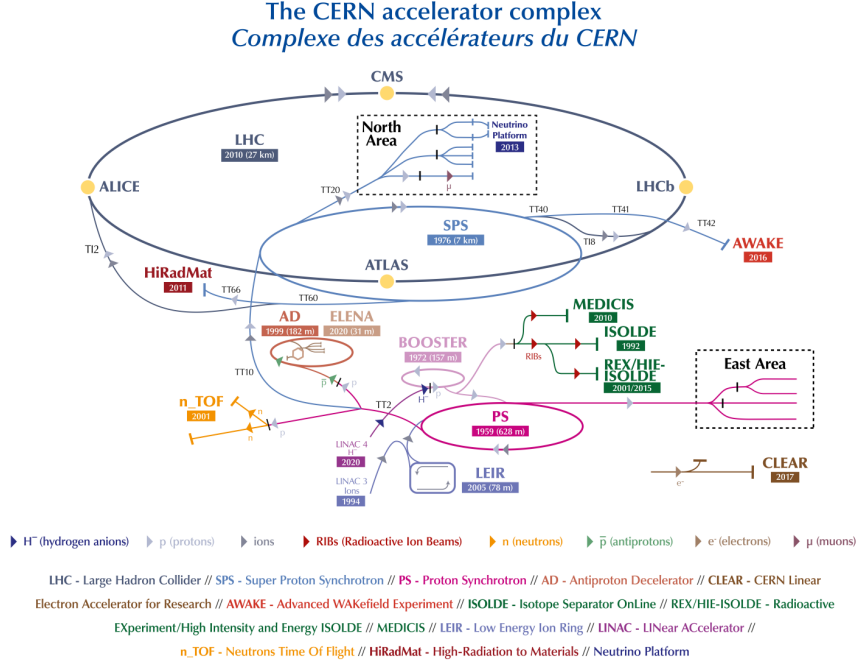 The CERN accelerator complex
Complexe des accélérateurs du CERN
CMS
North
Area
Neutrino
Platform
2013
LHC
2010 (27 km)
μ
ALICE
TT20
LHCb
TT40
TT41
TT42
SPS
1976 (7 km)
TI8
TI2
AWAKE
2016
ATLAS
HiRadMat
2011
TT66
TT60
MEDICIS
2010
AD
1999 (182 m)
ELENA
2020 (31 m)
ISOLDE
1992
BOOSTER
1972 (157 m)
RIBs
REX/HIE-
ISOLDE
2001/2015
East Area
TT10
p̅
p
H⁻
p
n_TOF
2001
n
n
p
TT2
PS
1959 (628 m)
LINAC 4
H⁻
2020
LINAC 3
Ions
1994
LEIR
2005 (78 m)
CLEAR
2017
e⁻
H⁻ (hydrogen anions)
p (protons)
ions
RIBs (Radioactive Ion Beams)
n (neutrons)
p̅ (antiprotons)
e⁻ (electrons)
μ (muons)
LHC - Large Hadron Collider // SPS - Super Proton Synchrotron // PS - Proton Synchrotron // AD - Antiproton Decelerator // CLEAR - CERN Linear
Electron Accelerator for Research // AWAKE - Advanced WAKefield Experiment // ISOLDE - Isotope Separator OnLine // REX/HIE-ISOLDE - Radioactive
EXperiment/High Intensity and Energy ISOLDE // MEDICIS // LEIR - Low Energy Ion Ring // LINAC - LINear ACcelerator //
n_TOF - Neutrons Time Of Flight // HiRadMat - High-Radiation to Materials // Neutrino Platform